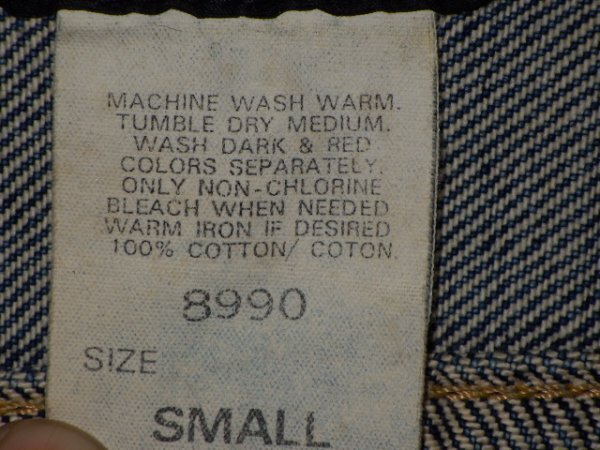 MACHINE WASH WARM.
TUMBLE DRY MEDIUM.
WASH DARK & RED
COLORS SEPARATELY.
ONLY NON-CHLORINE
BLEACH WHEN NEEDED
WARM IRON IF DESIRED
100% COTTON/ COTON.
8990
SIZE
SMALL